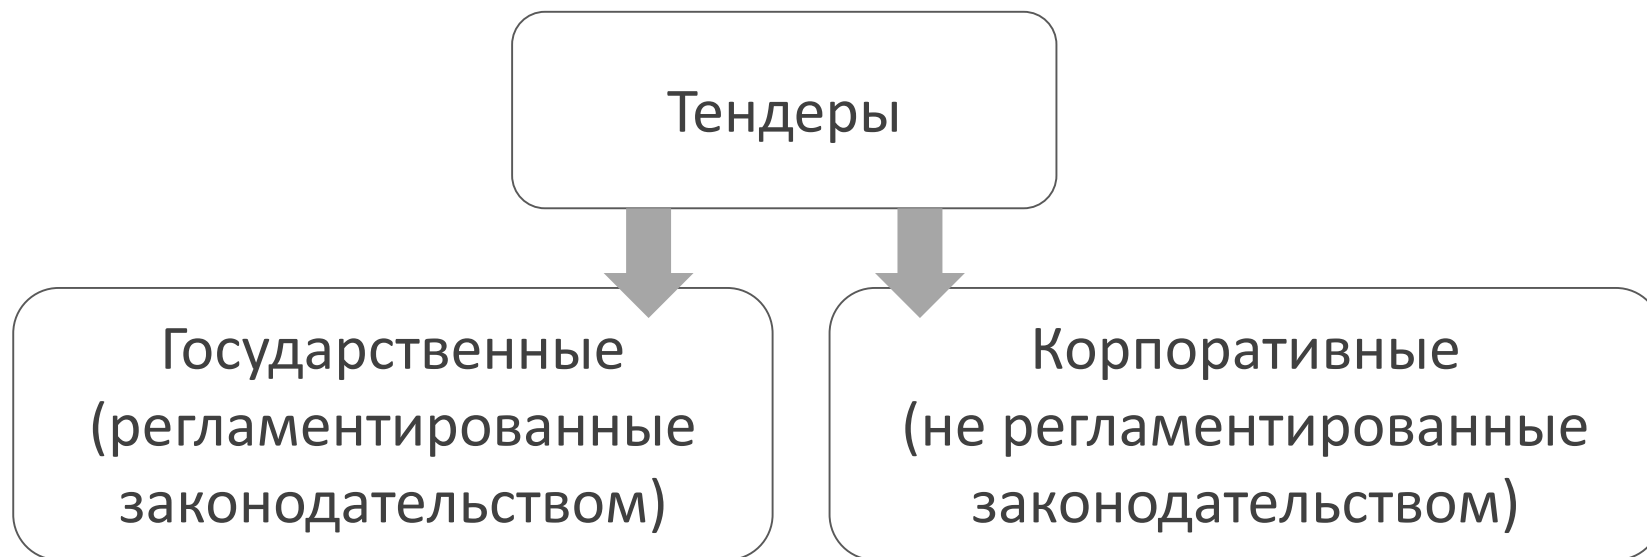 Тендеры
Государственные
(регламентированные
законодательством)
Корпоративные
(не регламентированные
законодательством)